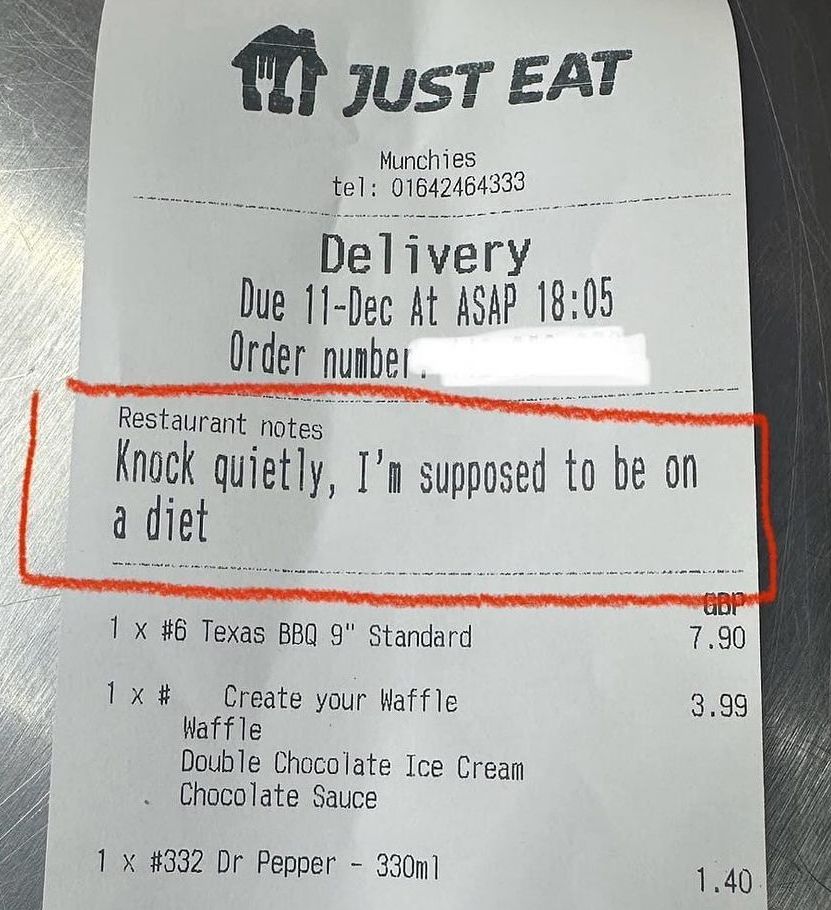 JUST EAT
Munchies
tel: 01642464333
Delivery
Due 11-Dec At ASAP 18:05
Order number
Restaurant notes
Knock quietly, I'm supposed to be on
a diet
GBP
1 x #6 Texas BBQ 9" Standard 7.90
1 x # Create your Waffle 3.99
Waffle
Double Chocolate Ice Cream
Chocolate Sauce
1 x #332 Dr Pepper - 330ml 1.40